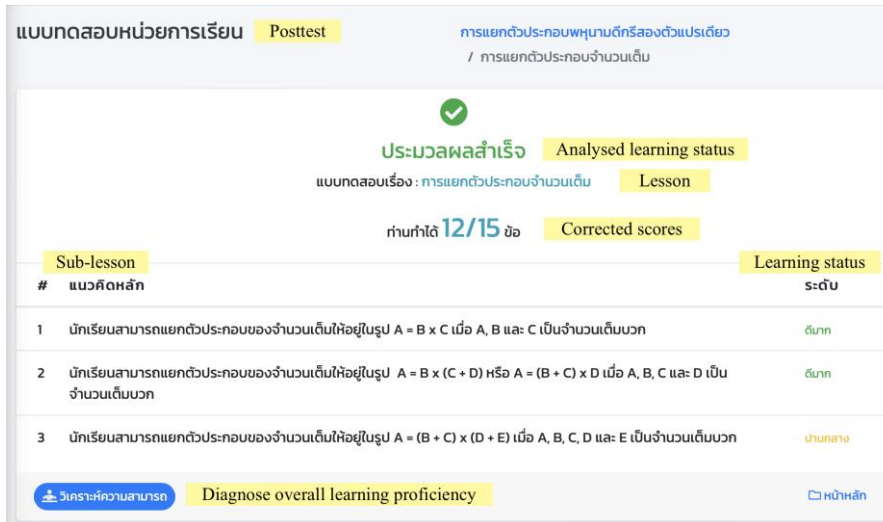 แบบทดสอบหน่วยการเรียน Posttest
การแยกตัวประกอบพหุนามดีกรีสองตัวแปรเดียว
/ การแยกตัวประกอบจำนวนเต็ม
ประมวลผลสำเร็จ Analysed learning status
แบบทดสอบเรื่อง : การแยกตัวประกอบจำนวนเต็ม Lesson
ท่านทำได้ 12/15 ข้อ Corrected scores
Sub-lesson Learning status
# แนวคิดหลัก ระดับ
1 นักเรียนสามารถแยกตัวประกอบของจำนวนเต็มให้อยู่ในรูป A = B x C เมื่อ A, B และ C เป็นจำนวนเต็มบวก ดีมาก
2 นักเรียนสามารถแยกตัวประกอบของจำนวนเต็มให้อยู่ในรูป A = B x (C + D) หรือ A = (B + C) x D เมื่อ A, B, C และ D เป็น ดีมาก
จำนวนเต็มบวก
3 นักเรียนสามารถแยกตัวประกอบของจำนวนเต็มให้อยู่ในรูป A = (B + C) x (D + E) เมื่อ A, B, C, D และ E เป็นจำนวนเต็มบวก ปานกลาง
วิเคราะห์ความสามารถ Diagnose overall learning proficiency หน้าหลัก